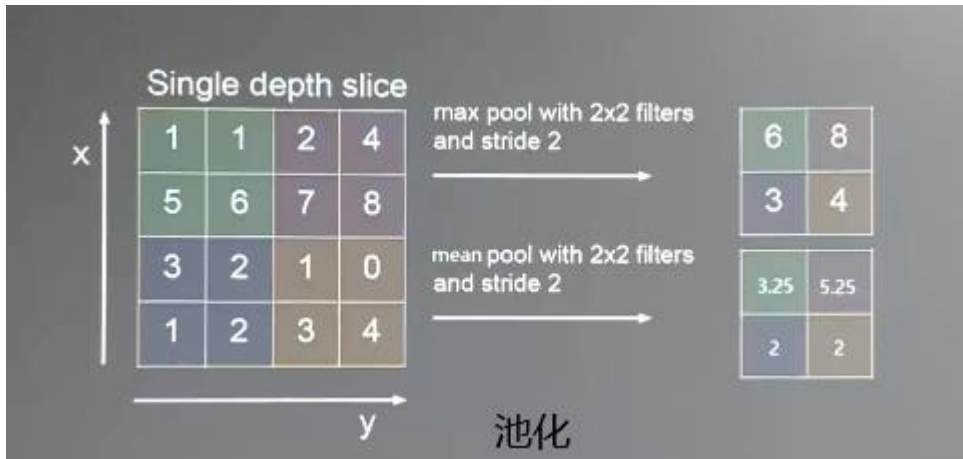 Single depth slice
x
1 1 2 4
5 6 7 8
3 2 1 0
1 2 3 4
y
max pool with 2x2 filters
and stride 2
6 8
3 4
mean pool with 2x2 filters
and stride 2
3.25 5.25
2 2
池化